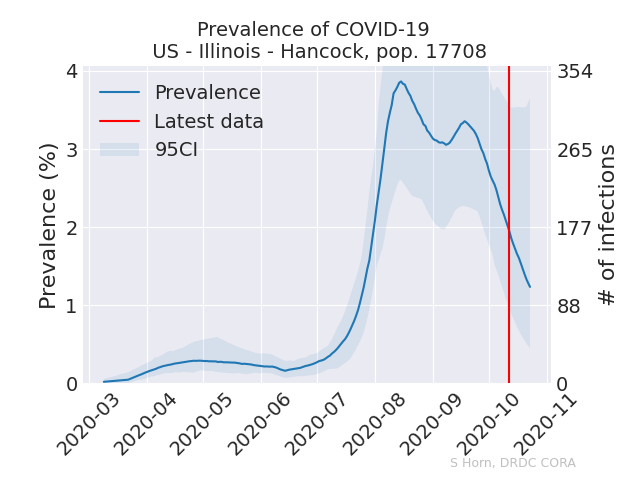 Prevalence of COVID-19
US - Illinois - Hancock, pop. 17708
Prevalence
Latest data
95CI
Prevalence (%)
4
3
2
1
0
354
265
177
88
0
# of infections
2020-03
2020-04
2020-05
2020-06
2020-07
2020-08
2020-09
2020-10
2020-11
S Horn, DRDC CORA